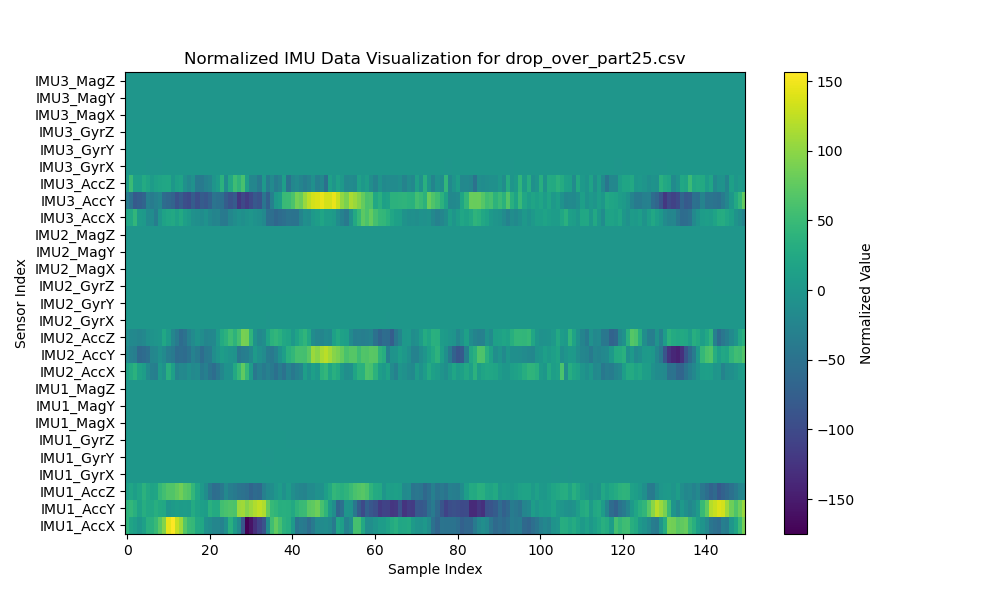 Normalized IMU Data Visualization for drop_over_part25.csv
IMU3_MagZ
IMU3_MagY
IMU3_MagX
IMU3_GyrZ
IMU3_GyrY
IMU3_GyrX
IMU3_AccZ
IMU3_AccY
IMU3_AccX
IMU2_MagZ
IMU2_MagY
IMU2_MagX
IMU2_GyrZ
IMU2_GyrY
IMU2_GyrX
IMU2_AccZ
IMU2_AccY
IMU2_AccX
IMU1_MagZ
IMU1_MagY
IMU1_MagX
IMU1_GyrZ
IMU1_GyrY
IMU1_GyrX
IMU1_AccZ
IMU1_AccY
IMU1_AccX
Sensor Index
0 20 40 60 80 100 120 140
Sample Index
150
100
50
0
−50
−100
−150
Normalized Value